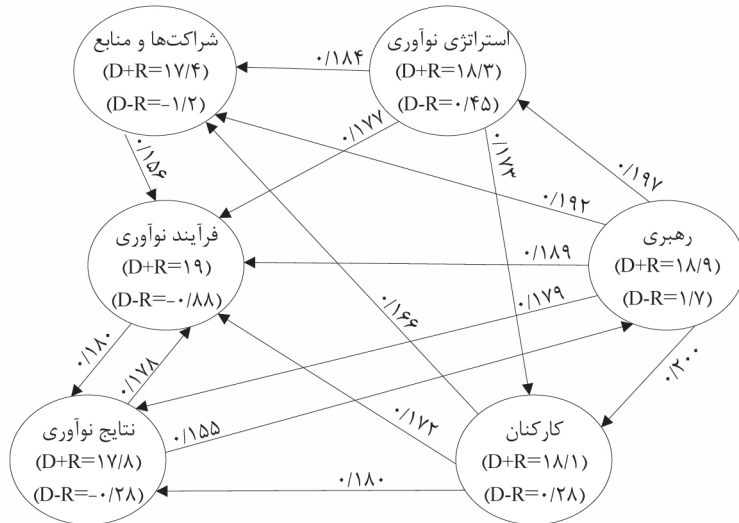 استراتژی نوآوری
(D+R=۱۸/۳)
(D-R=۰/۴۵)
شراکت‌ها و منابع
(D+R=۱۷/۴)
(D-R=-۱/۲)
۰/۱۸۴
۰/۱۷۷
۰/۱۷۳
۰/۱۵۶
۰/۱۹۷
۰/۱۹۲
رهبری
(D+R=۱۸/۹)
(D-R=۱/۷)
فرآیند نوآوری
(D+R=۱۹)
(D-R=-۰/۸۸)
۰/۱۸۹
۰/۱۷۹
۰/۱۶۶
۰/۱۸۰
۰/۱۷۸
۰/۲۰۰
۰/۱۵۵
۰/۱۷۲
کارکنان
(D+R=۱۸/۱)
(D-R=۰/۲۸)
نتایج نوآوری
(D+R=۱۷/۸)
(D-R=-۰/۲۸)
۰/۱۸۰